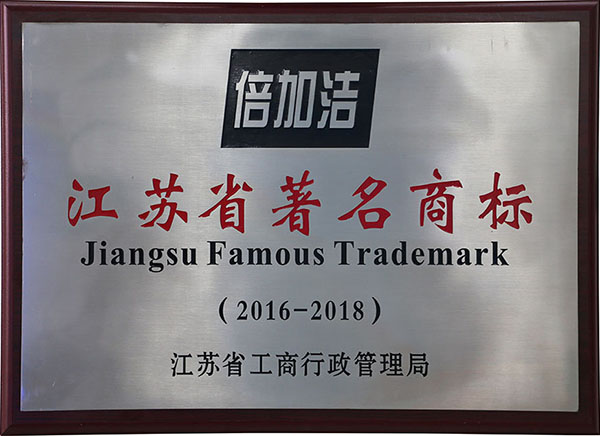 倍加洁
江苏省著名商标
Jiangsu Famous Trademark
(2016-2018)
江苏省工商行政管理局